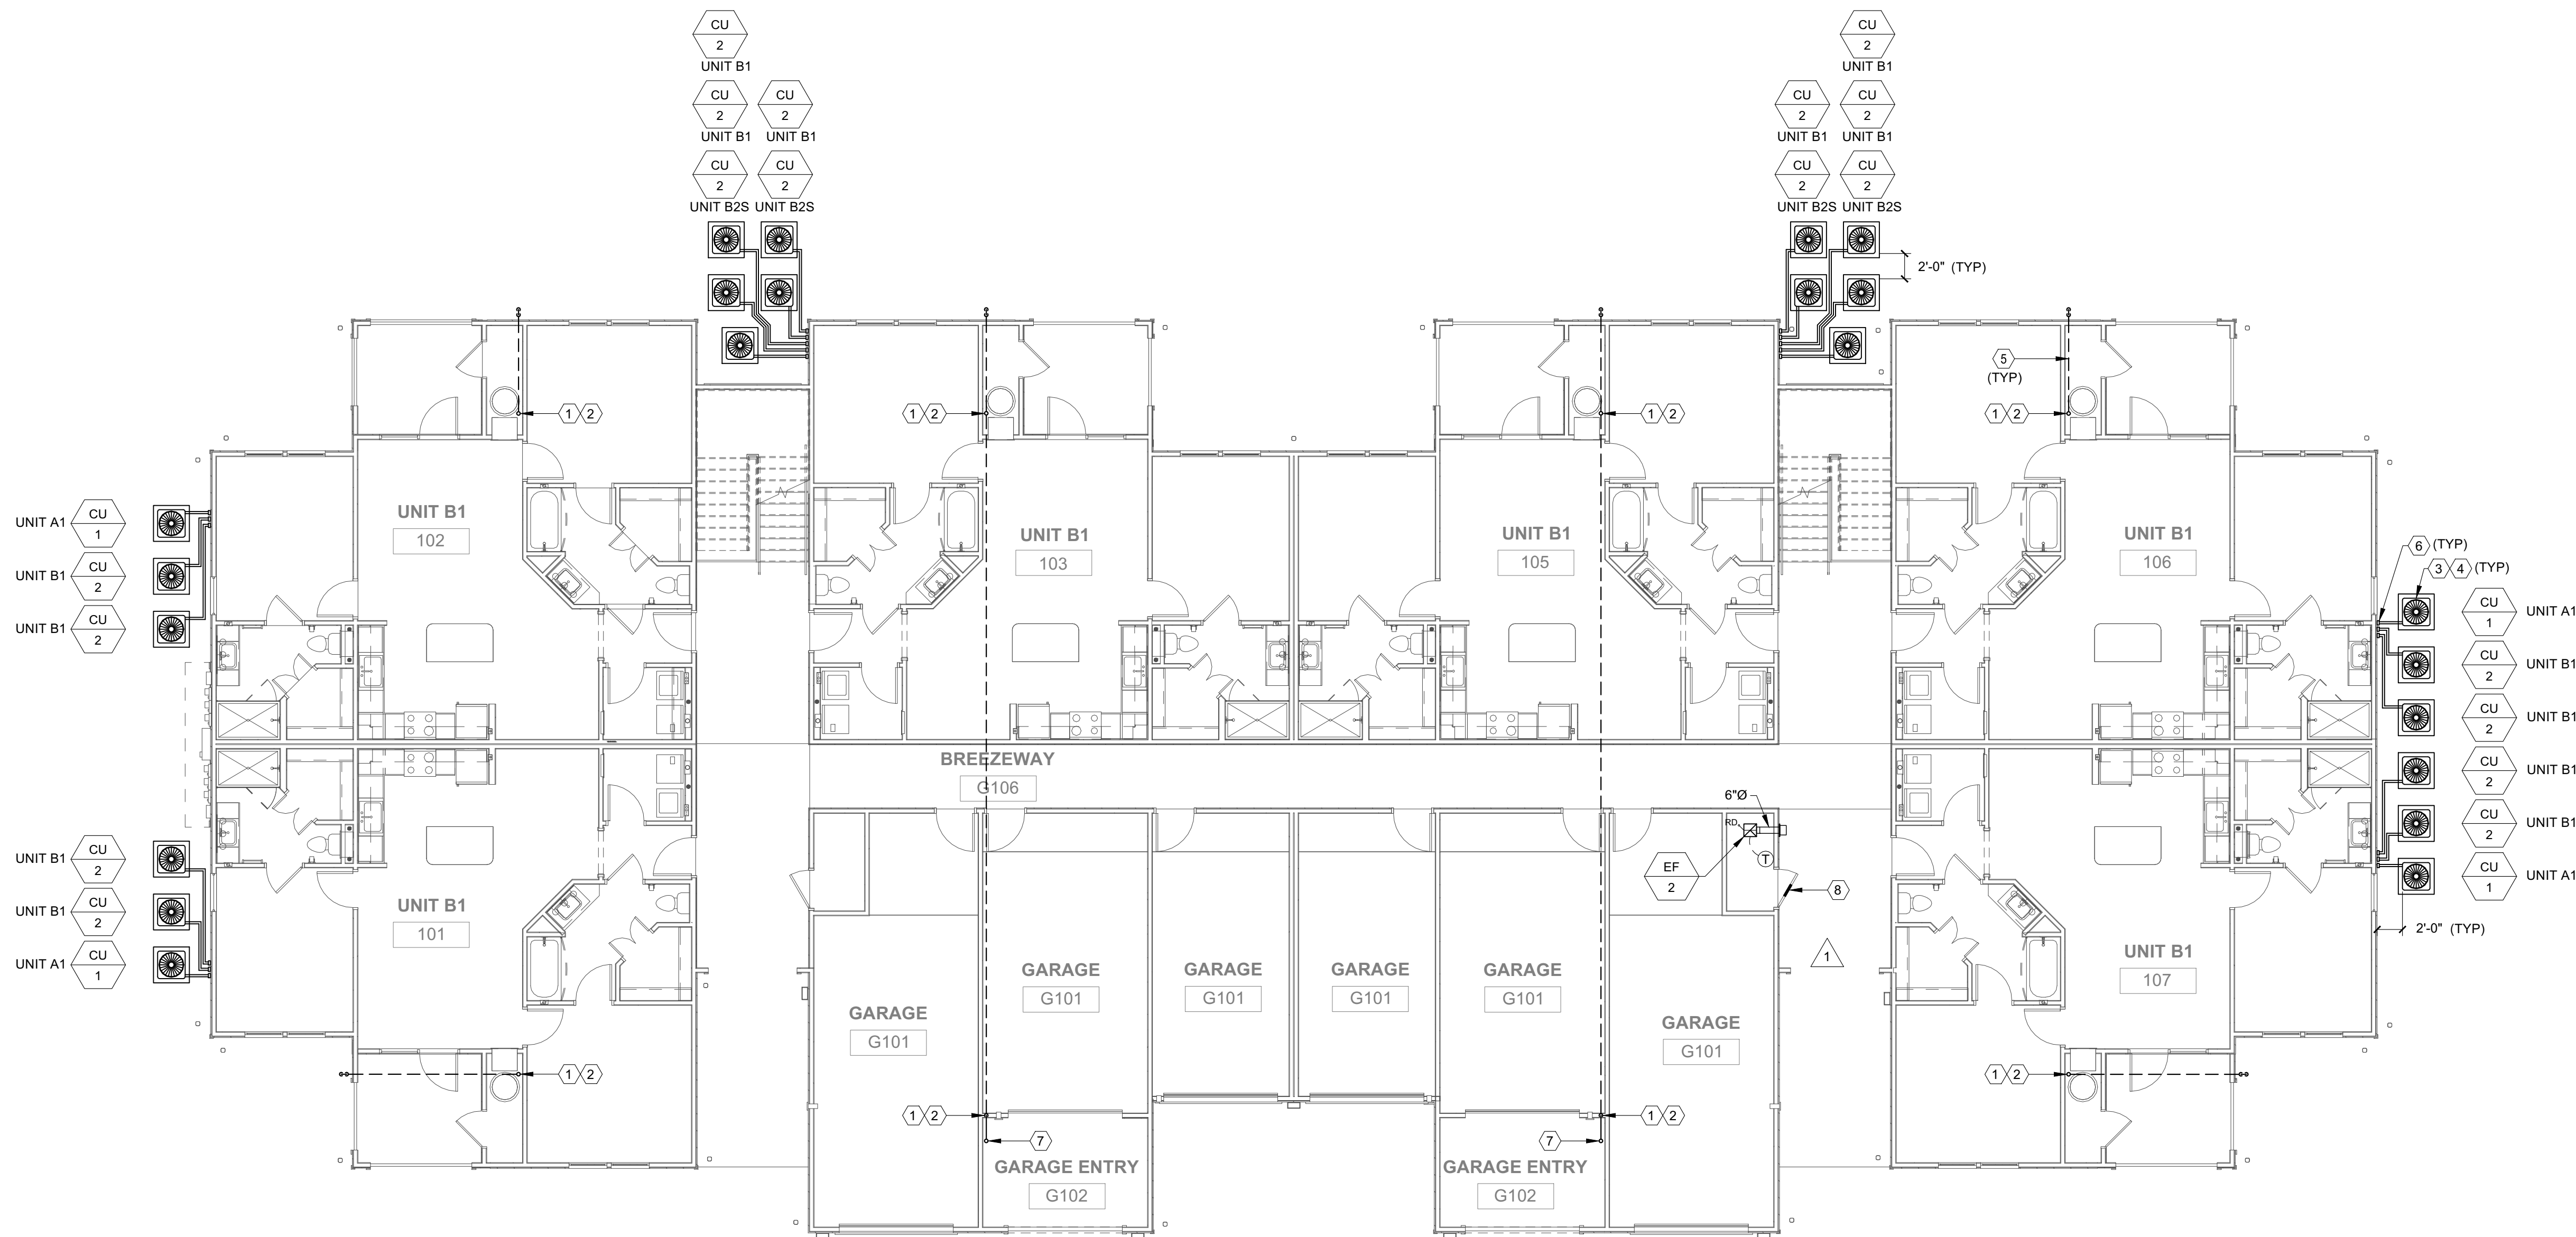 CU
2
UNIT B1
CU
2
UNIT B1
CU
2
UNIT B1
CU
2
UNIT B1
CU
2
UNIT B1
CU
2
UNIT B1
CU
2
UNIT B2S
CU
2
UNIT B2S
CU
2
UNIT B2S
CU
2
UNIT B2S
2'-0" (TYP)
5
(TYP)
1 2
1 2
1 2
1 2
UNIT A1
CU
1
UNIT B1
CU
2
UNIT B1
CU
2
UNIT B1
102
UNIT B1
103
UNIT B1
105
UNIT B1
106
6 (TYP)
3 4 (TYP)
CU
1
UNIT A1
CU
2
UNIT B1
CU
2
UNIT B1
CU
2
UNIT B1
CU
2
UNIT B1
CU
1
UNIT A1
2'-0" (TYP)
BREEZEWAY
G106
6"Ø
RD
T
EF
2
8
1
UNIT B1
CU
2
UNIT B1
CU
2
UNIT A1
CU
1
UNIT B1
101
UNIT B1
107
GARAGE
G101
GARAGE
G101
GARAGE
G101
GARAGE
G101
GARAGE
G101
GARAGE
G101
1 2
1 2
1 2
1 2
7
7
GARAGE ENTRY
G102
GARAGE ENTRY
G102